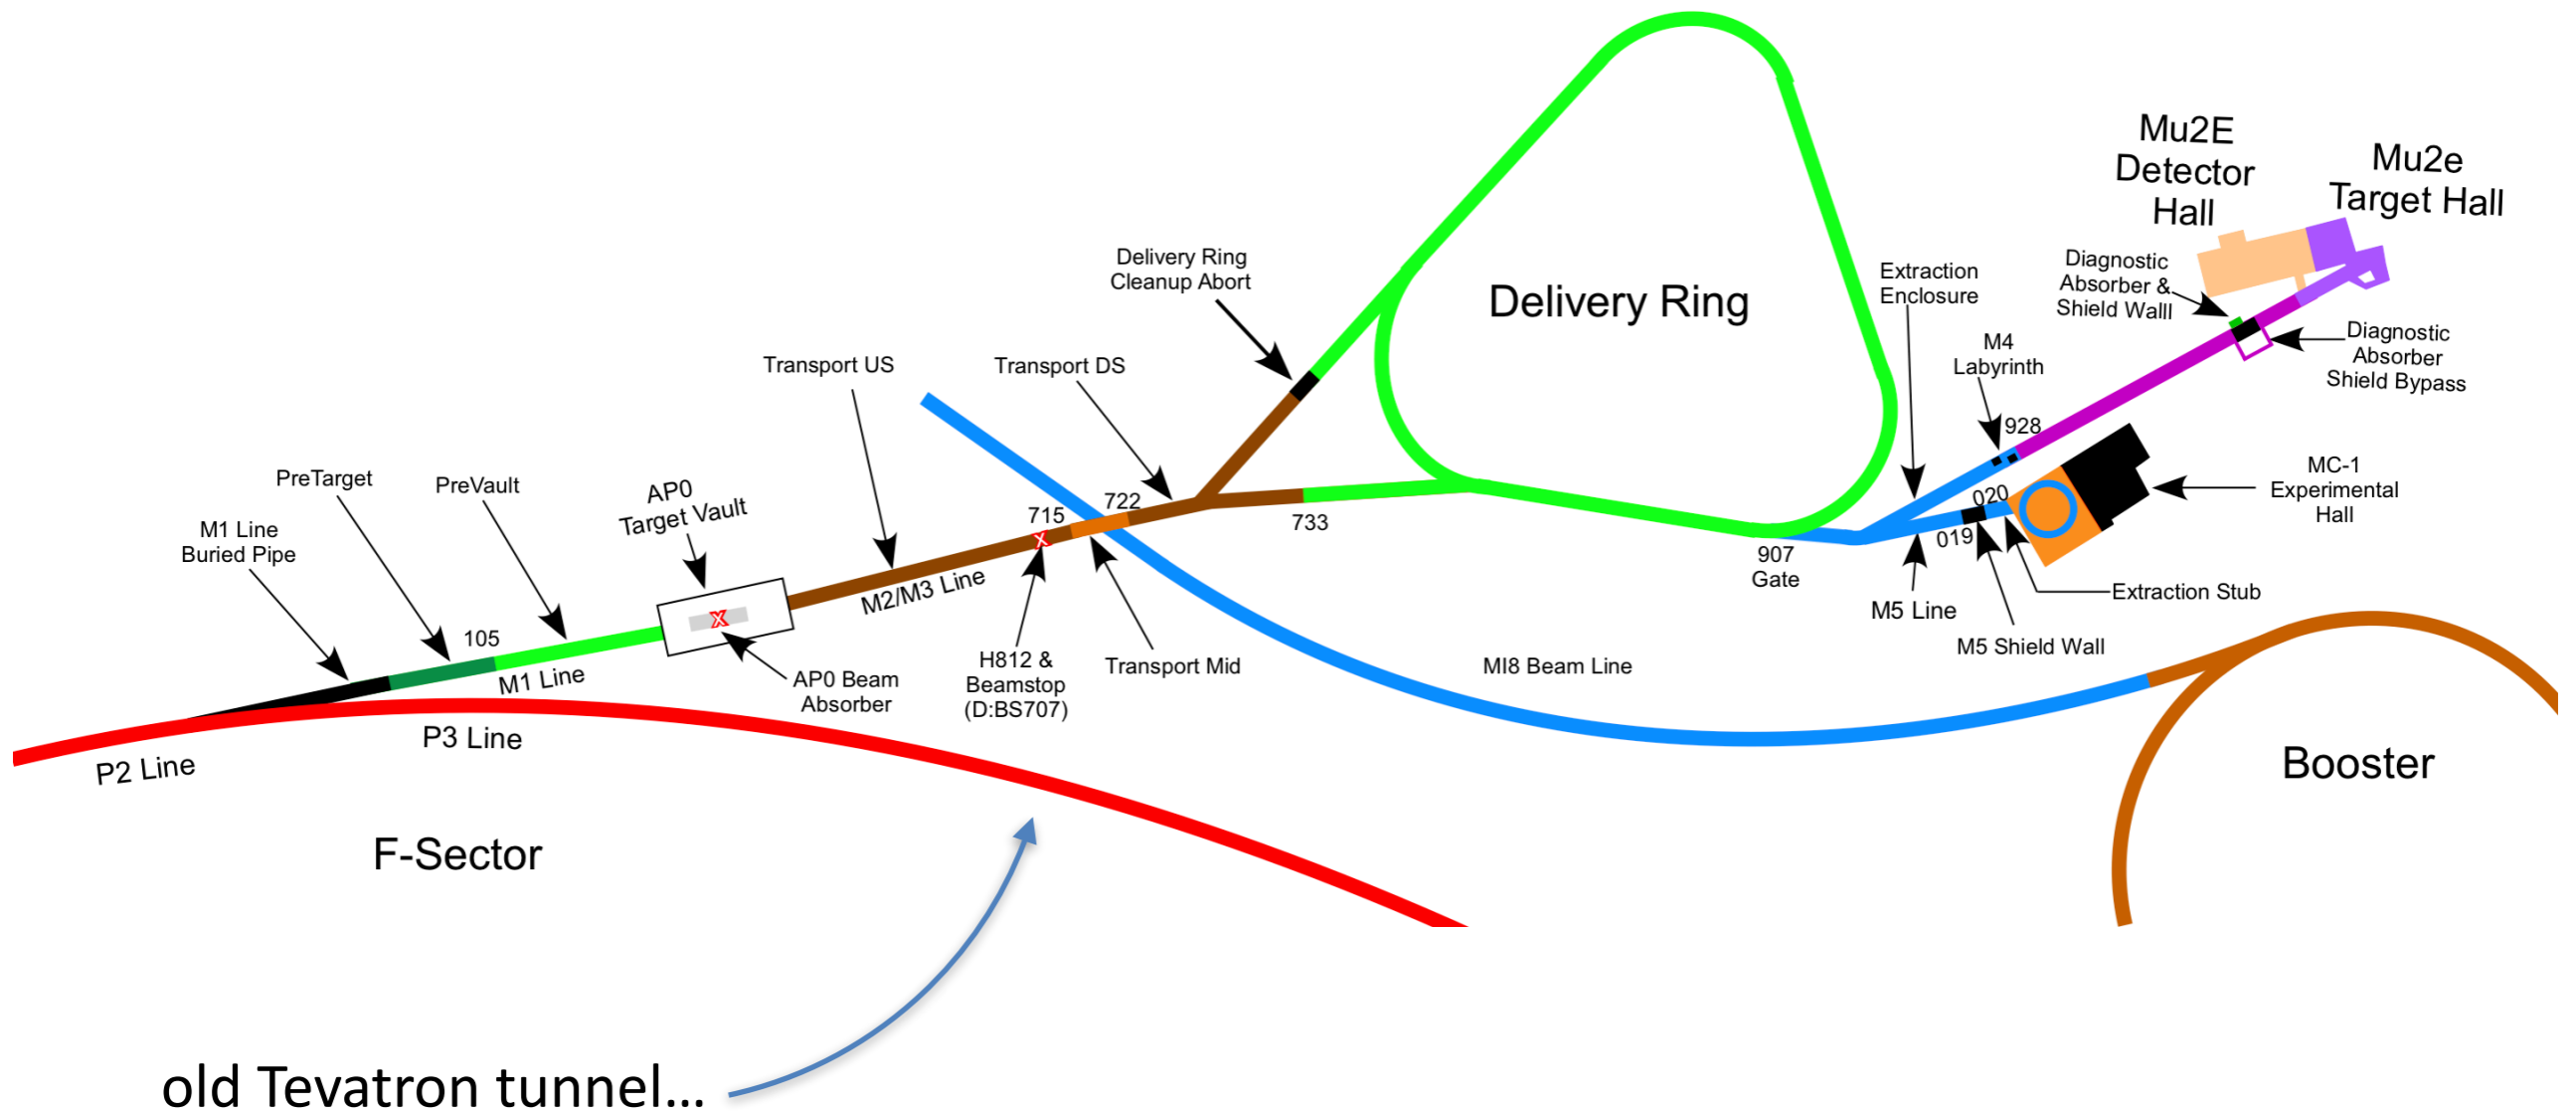 Mu2E
Detector
Hall
Mu2e
Target Hall
Delivery Ring
Cleanup Abort
Delivery Ring
Extraction
Enclosure
Diagnostic
Absorber &
Shield Walll
Diagnostic
Absorber
Shield Bypass
M4
Labyrinth
928
Transport US
Transport DS
PreTarget
PreVault
AP0
Target Vault
M1 Line
Buried Pipe
715
722
733
020
019
MC-1
Experimental
Hall
907
Gate
M5 Line
Extraction Stub
M5 Shield Wall
105
M1 Line
X
X
M2/M3 Line
AP0 Beam
Absorber
H812 &
Beamstop
(D:BS707)
Transport Mid
MI8 Beam Line
P3 Line
P2 Line
Booster
F-Sector
old Tevatron tunnel...